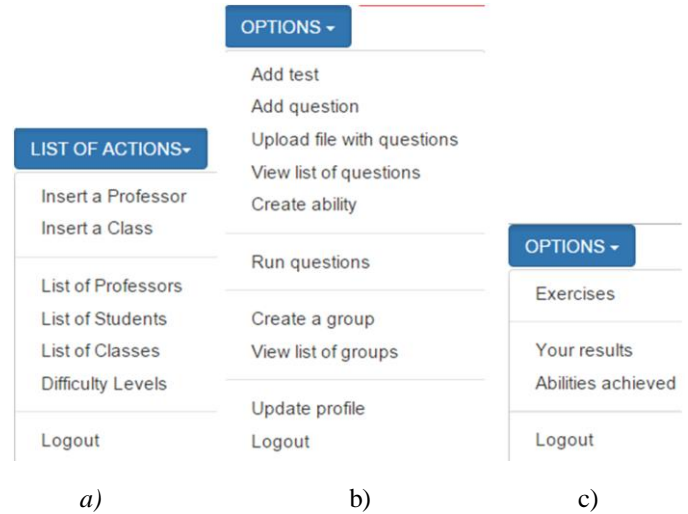 LIST OF ACTIONS
Insert a Professor
Insert a Class
List of Professors
List of Students
List of Classes
Difficulty Levels
Logout
a)
OPTIONS
Add test
Add question
Upload file with questions
View list of questions
Create ability
Run questions
Create a group
View list of groups
Update profile
Logout
b)
OPTIONS
Exercises
Your results
Abilities achieved
Logout
c)